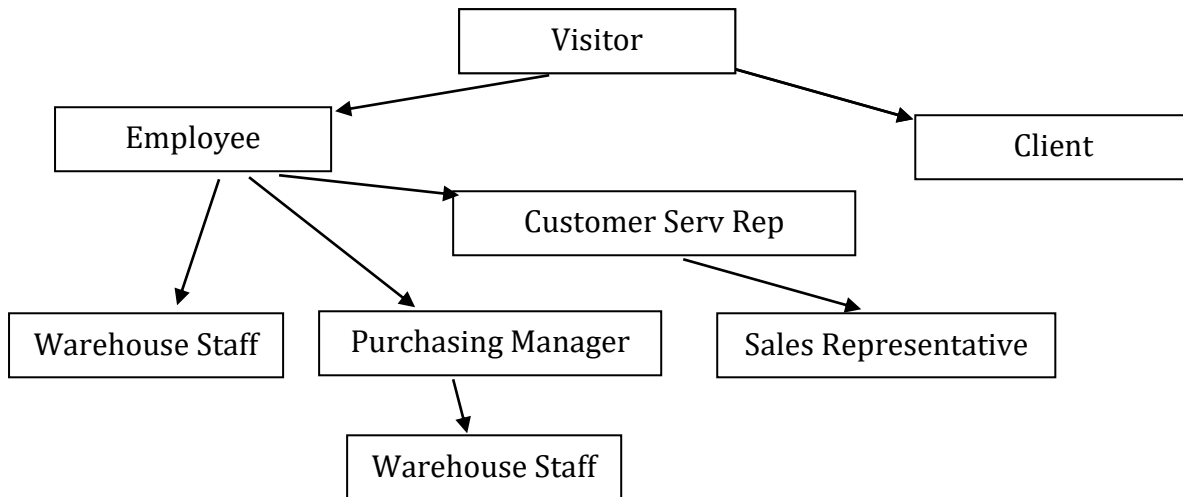 Visitor
Employee
Client
Customer Serv Rep
Warehouse Staff
Purchasing Manager
Sales Representative
Warehouse Staff